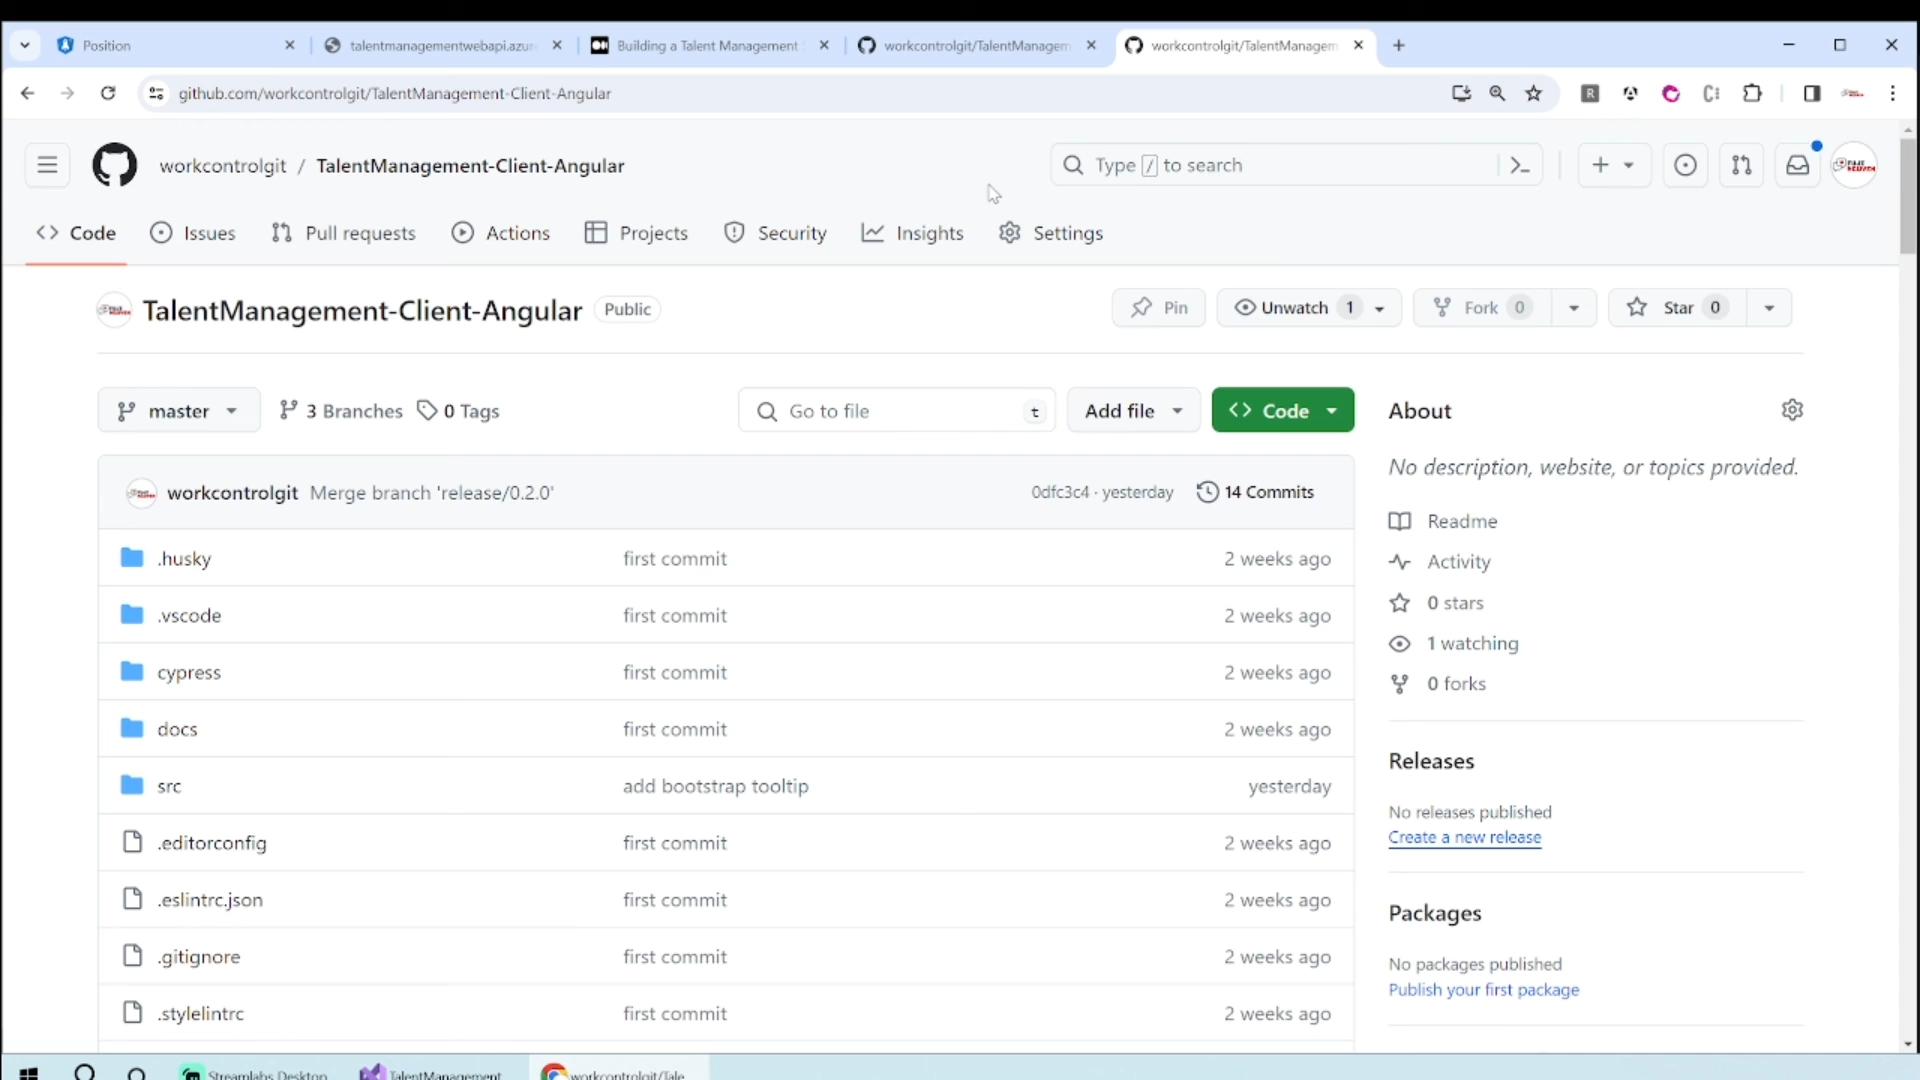 Position
talentmanagementwebapi.azur
Building a Talent Management
workcontrolgit/TalentManagem
workcontrolgit/TalentManagem
github.com/workcontrolgit/TalentManagement-Client-Angular
R
workcontrolgit / TalentManagement-Client-Angular
Type / to search
Code
Issues
Pull requests
Actions
Projects
Security
Insights
Settings
TalentManagement-Client-Angular Public
Pin
Unwatch 1
Fork 0
Star 0
master
3 Branches
0 Tags
Go to file t
Add file
Code
workcontrolgit Merge branch 'release/0.2.0' 0dfc3c4 · yesterday 14 Commits
.husky first commit 2 weeks ago
.vscode first commit 2 weeks ago
cypress first commit 2 weeks ago
docs first commit 2 weeks ago
src add bootstrap tooltip yesterday
.editorconfig first commit 2 weeks ago
.eslintrc.json first commit 2 weeks ago
.gitignore first commit 2 weeks ago
.stylelintrc first commit 2 weeks ago
About
No description, website, or topics provided.
Readme
Activity
0 stars
1 watching
0 forks
Releases
No releases published
Create a new release
Packages
No packages published
Publish your first package
Streamlabs Desktop
TalentManagement
workcontrolgit/Tale